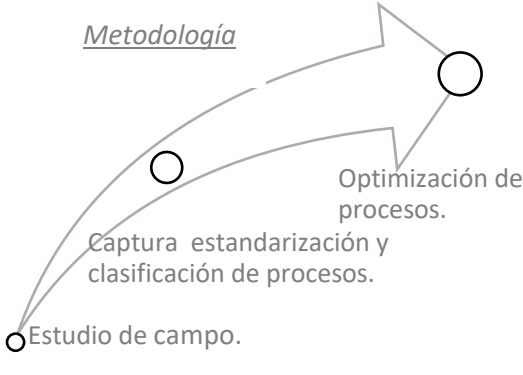 Metodología
Optimización de
procesos.
Captura  estandarización y
clasificación de procesos.
Estudio de campo.